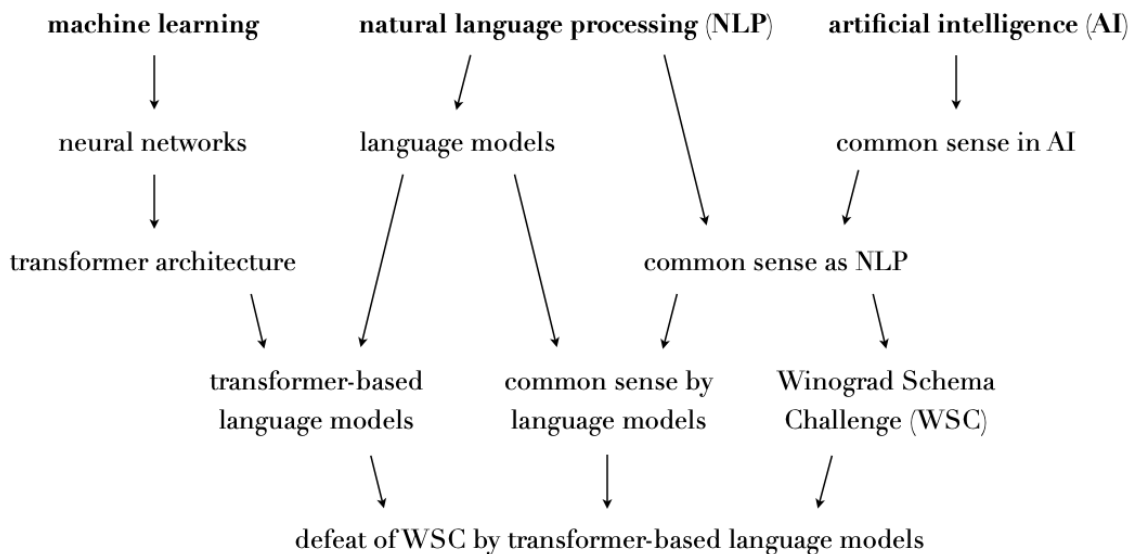 machine learning
natural language processing (NLP)
artificial intelligence (AI)
neural networks
language models
common sense in AI
transformer architecture
common sense as NLP
transformer-based
language models
common sense by
language models
Winograd Schema
Challenge (WSC)
defeat of WSC by transformer-based language models